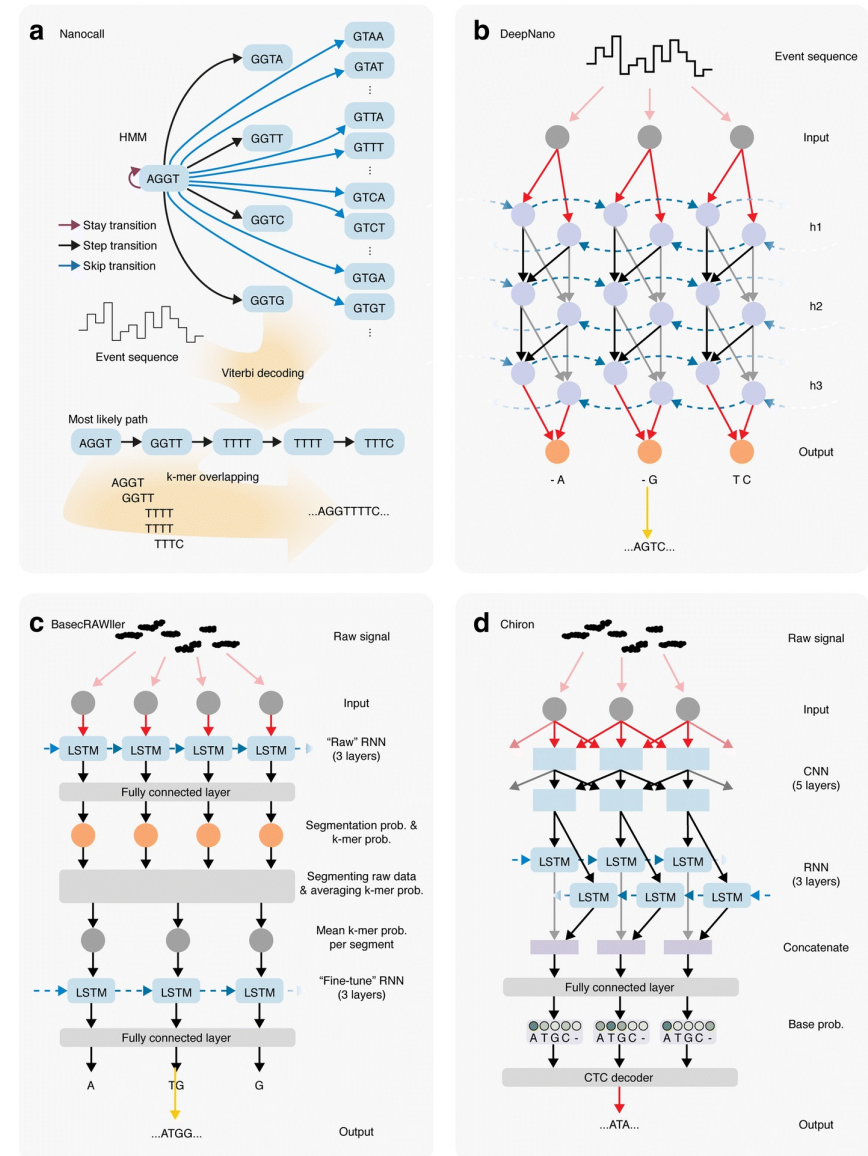 a Nanocall
GTAA
GGTA
GTAT
⋮
GTTA
HMM
GGTT
GTTT
⋮
AGGT
GTCA
GGTC
GTCT
⋮
Stay transition
Step transition
Skip transition
GTGA
GGTG
GTGT
⋮
Event sequence
Viterbi decoding
Most likely path
AGGT GGTT TTTT TTTT TTTC
k-mer overlapping
AGGT
GGTT
TTTT
TTTT
TTTC
...AGGTTTTC...
b DeepNano
Event sequence
Input
h1
h2
h3
Output
- A - G T C
...AGTC...
c BasecRAWller
Raw signal
Input
LSTM LSTM LSTM LSTM
“Raw” RNN
(3 layers)
Fully connected layer
Segmentation prob. &
k-mer prob.
Segmenting raw data
& averaging k-mer prob.
Mean k-mer prob.
per segment
LSTM LSTM LSTM
“Fine-tune” RNN
(3 layers)
Fully connected layer
A TG G
...ATGG...
Output
d Chiron
Raw signal
Input
CNN
(5 layers)
LSTM LSTM LSTM
RNN
(3 layers)
LSTM LSTM LSTM
Concatenate
Fully connected layer
Base prob.
A T G C - A T G C - A T G C -
CTC decoder
...ATA...
Output